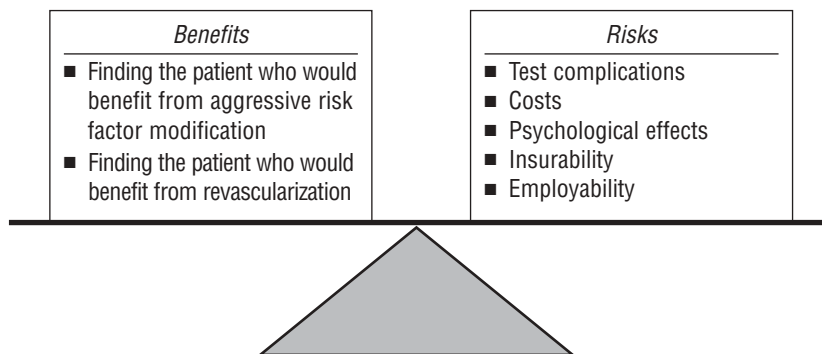 Benefits
■ Finding the patient who would
benefit from aggressive risk
factor modification
■ Finding the patient who would
benefit from revascularization
Risks
■ Test complications
■ Costs
■ Psychological effects
■ Insurability
■ Employability